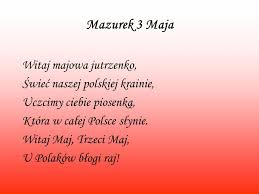 Mazurek 3 Maja
Witaj majowa jutrzenko,
Świeć naszej polskiej krainie,
Uczcimy ciebie piosenką,
Która w całej Polsce słynie.
Witaj Maj, Trzeci Maj,
U Polaków błogi raj!